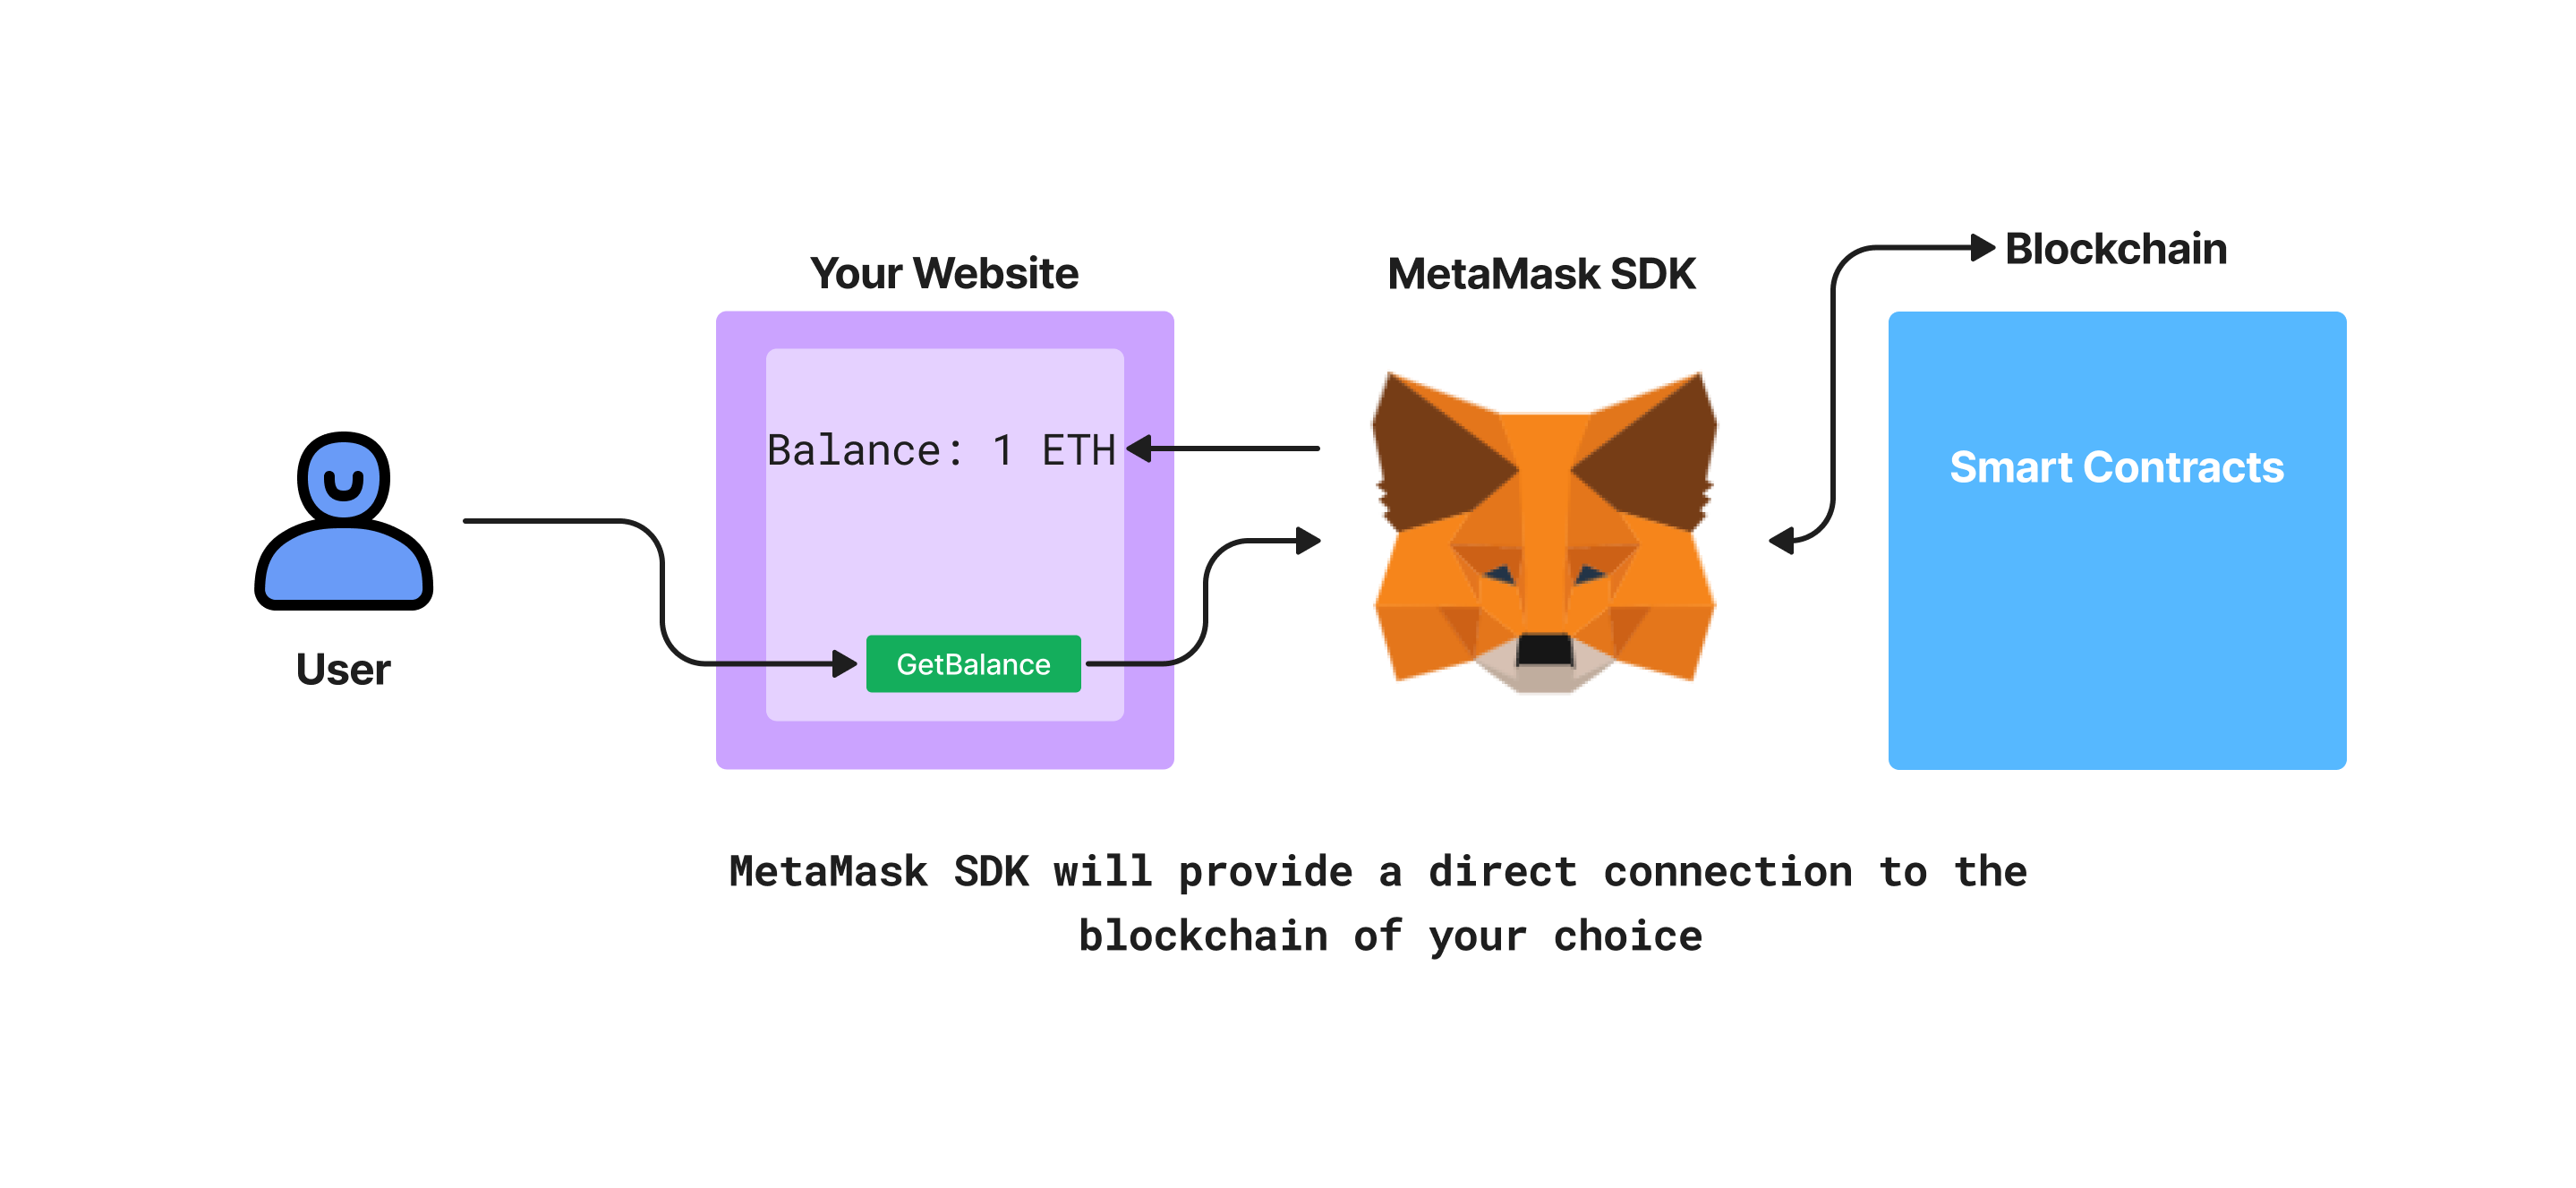 Your Website
MetaMask SDK
Blockchain
Balance: 1 ETH
Smart Contracts
User
GetBalance
MetaMask SDK will provide a direct connection to the
blockchain of your choice